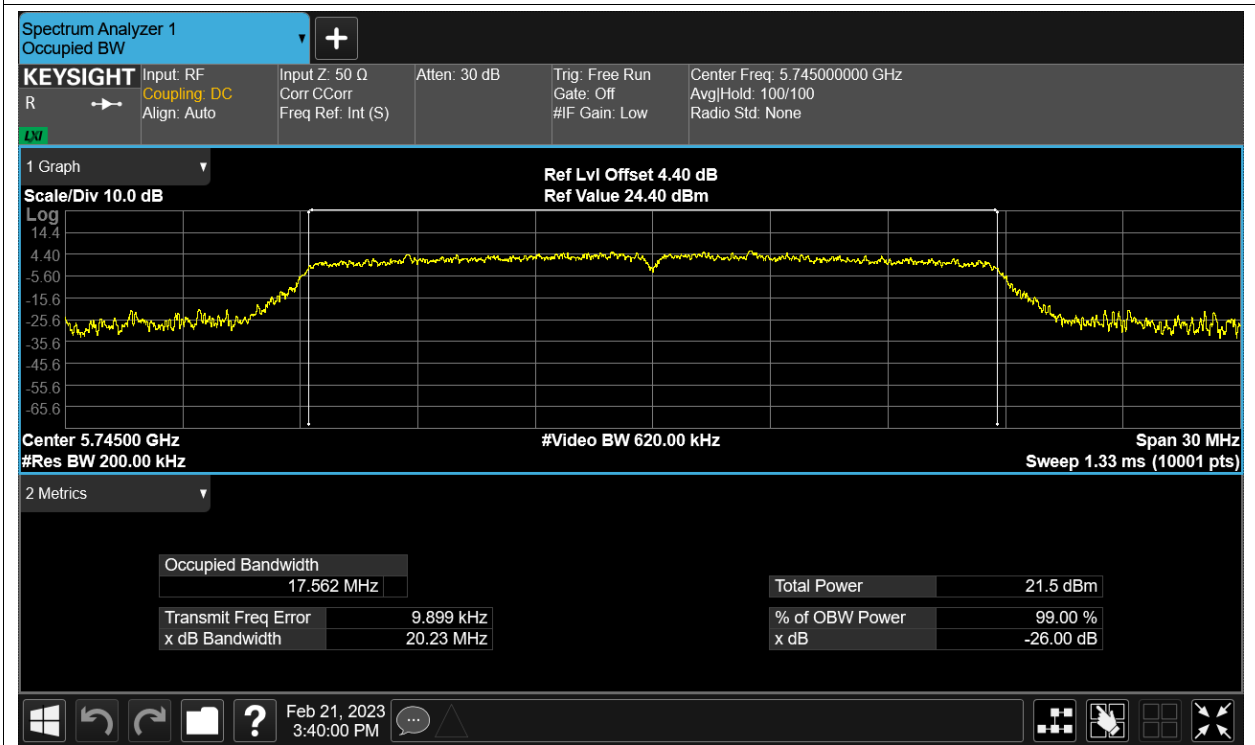 Spectrum Analyzer 1
Occupied BW
KEYSIGHT
R
LXI
Input: RF
Coupling: DC
Align: Auto
Input Z: 50 Ω
Corr CCorr
Freq Ref: Int (S)
Atten: 30 dB
Trig: Free Run
Gate: Off
#IF Gain: Low
Center Freq: 5.745000000 GHz
Avg|Hold: 100/100
Radio Std: None
1 Graph
Scale/Div 10.0 dB
Ref Lvl Offset 4.40 dB
Ref Value 24.40 dBm
Log
14.4
4.40
-5.60
-15.6
-25.6
-35.6
-45.6
-55.6
-65.6
Center 5.74500 GHz
#Res BW 200.00 kHz
#Video BW 620.00 kHz
Span 30 MHz
Sweep 1.33 ms (10001 pts)
2 Metrics
Occupied Bandwidth
17.562 MHz
Transmit Freq Error 9.899 kHz
x dB Bandwidth 20.23 MHz
Total Power 21.5 dBm
% of OBW Power 99.00 %
x dB -26.00 dB
?
Feb 21, 2023
3:40:00 PM